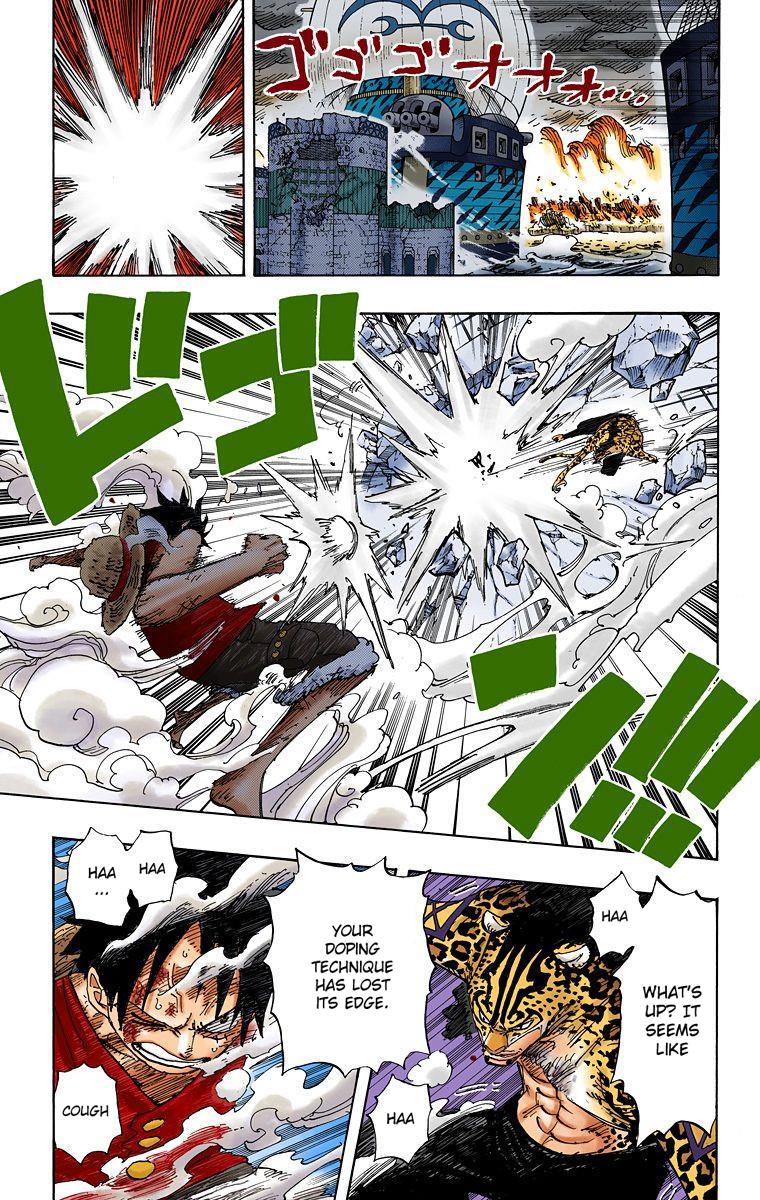 ゴゴゴオオオ...
ドゴ
ン!!!
HAA
WHAT'S
UP? IT
SEEMS
LIKE
YOUR
DOPING
TECHNIQUE
HAS LOST
ITS EDGE.
HAA
HAA
HAA
...
COUGH